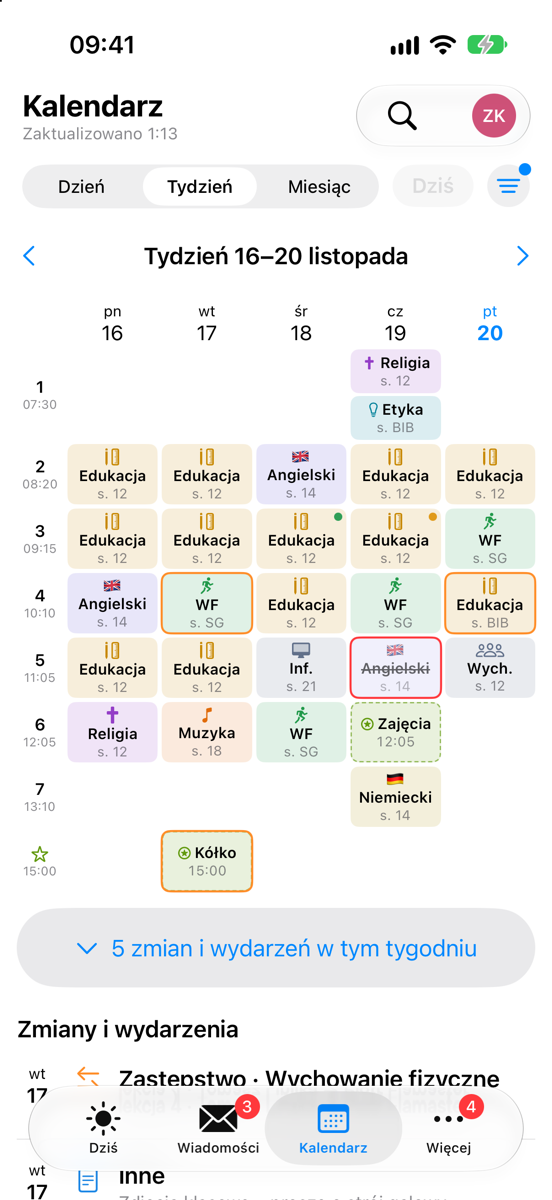 09:41
Kalendarz
Zaktualizowano 1:13
ZK
Dzień Tydzień Miesiąc Dziś
Tydzień 16–20 listopada
pn wt śr cz pt
16 17 18 19 20
1
07:30
Religia
s. 12
Etyka
s. BIB
2
08:20
Edukacja Edukacja Angielski Edukacja Edukacja
s. 12 s. 12 s. 14 s. 12 s. 12
3
09:15
Edukacja Edukacja Edukacja Edukacja WF
s. 12 s. 12 s. 12 s. 12 s. SG
4
10:10
Angielski WF Edukacja WF Edukacja
s. 14 s. SG s. 12 s. SG s. BIB
5
11:05
Edukacja Edukacja Inf. Angielski Wych.
s. 12 s. 12 s. 21 s. 14 s. 12
6
12:05
Religia Muzyka WF Zajęcia
s. 12 s. 18 s. SG 12:05
7
13:10
Niemiecki
s. 14
15:00
Kółko
15:00
5 zmian i wydarzeń w tym tygodniu
Zmiany i wydarzenia
wt
17
Zastępstwo · Wychowanie fizyczne
3 4
Dziś Wiadomości Kalendarz Więcej
wt
17
Inne